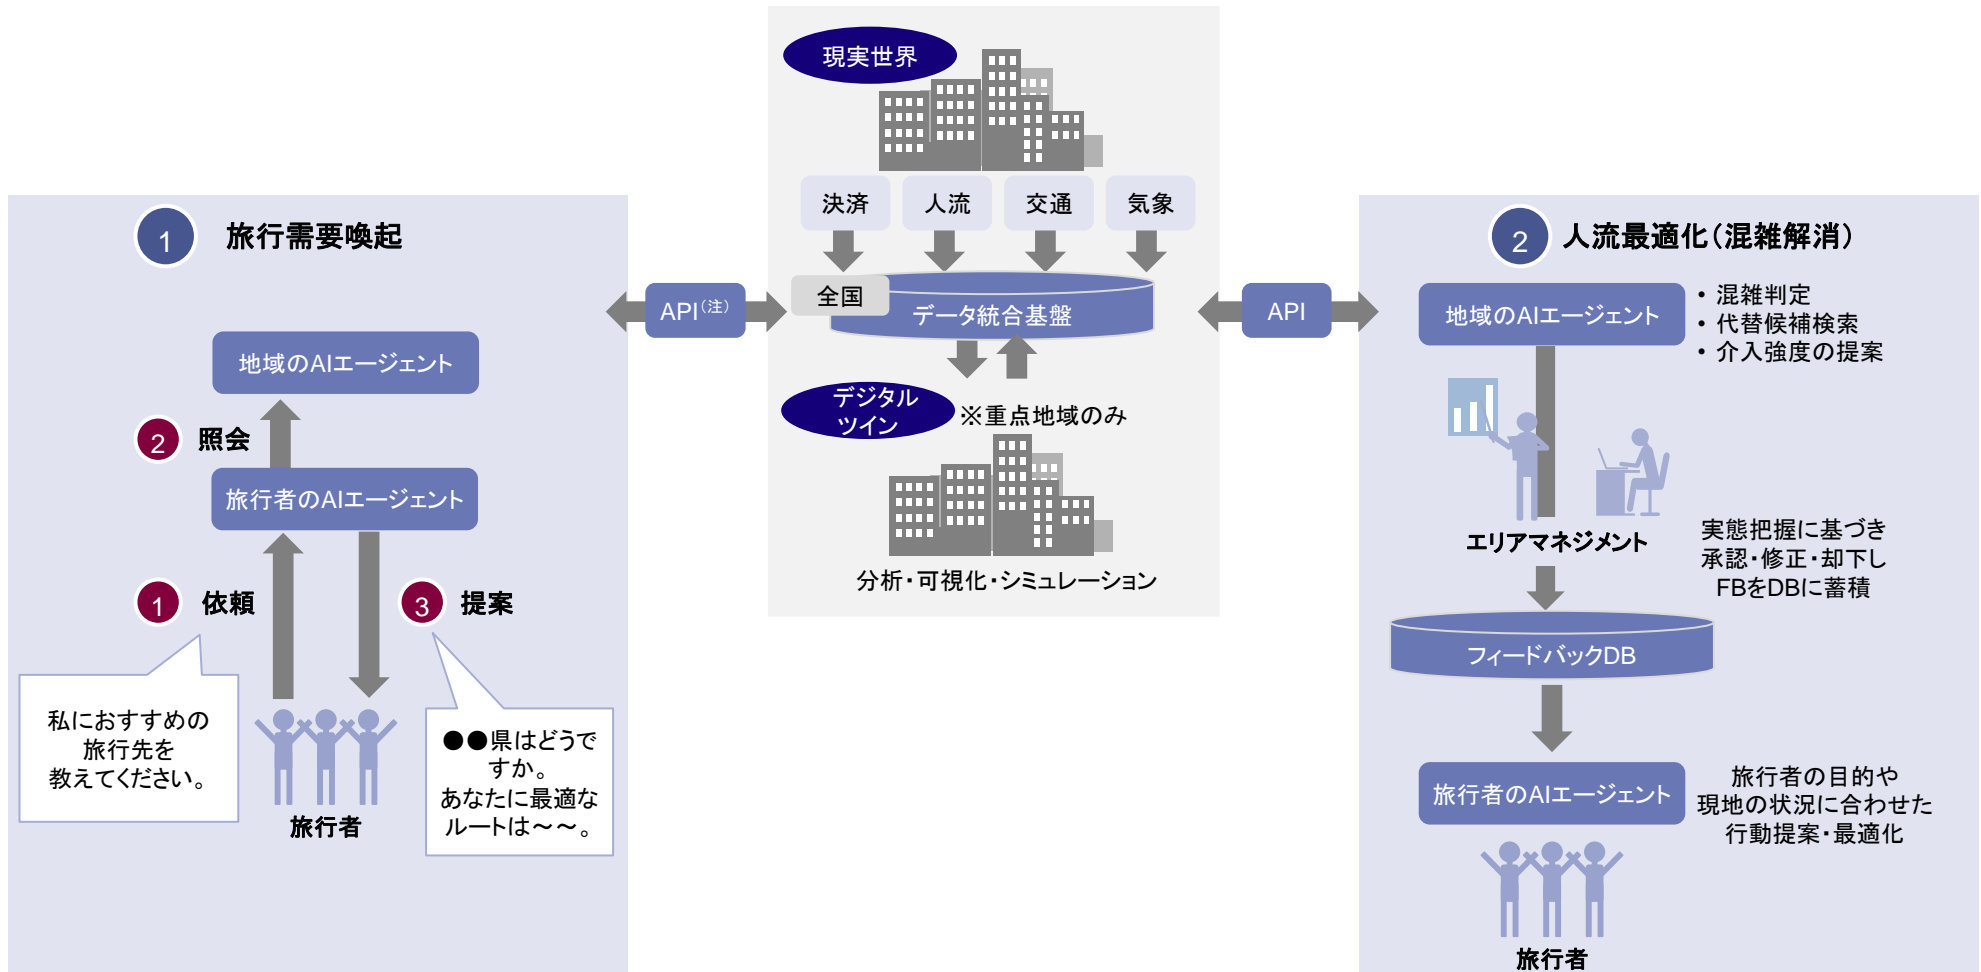 1
旅行需要喚起
地域のAIエージェント
2
照会
旅行者のAIエージェント
1
依頼
3
提案
私におすすめの
旅行先を
教えてください。
●●県はどうで
すか。
あなたに最適な
ルートは～～。
旅行者
API（注）
現実世界
決済
人流
交通
気象
全国
データ統合基盤
デジタル
ツイン
※重点地域のみ
分析・可視化・シミュレーション
API
2
人流最適化（混雑解消）
地域のAIエージェント
• 混雑判定
• 代替候補検索
• 介入強度の提案
エリアマネジメント
実態把握に基づき
承認・修正・却下し
FBをDBに蓄積
フィードバックDB
旅行者のAIエージェント
旅行者の目的や
現地の状況に合わせた
行動提案・最適化
旅行者